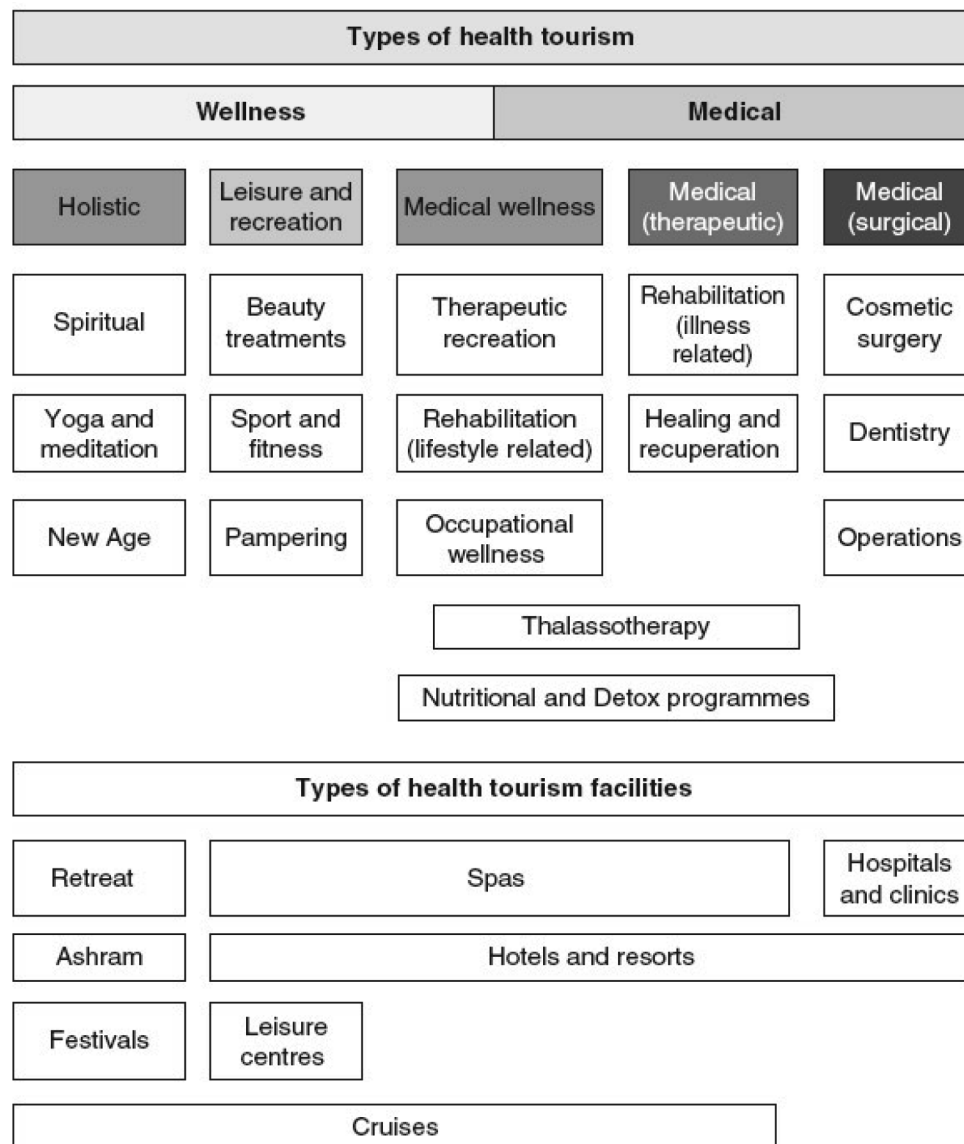 Types of health tourism
Wellness
Medical
Holistic
Leisure and
recreation
Medical wellness
Medical
(therapeutic)
Medical
(surgical)
Spiritual
Beauty
treatments
Therapeutic
recreation
Rehabilitation
(illness
related)
Cosmetic
surgery
Yoga and
meditation
Sport and
fitness
Rehabilitation
(lifestyle related)
Healing and
recuperation
Dentistry
New Age
Pampering
Occupational
wellness
Operations
Thalassotherapy
Nutritional and Detox programmes
Types of health tourism facilities
Retreat
Spas
Hospitals
and clinics
Ashram
Hotels and resorts
Festivals
Leisure
centres
Cruises